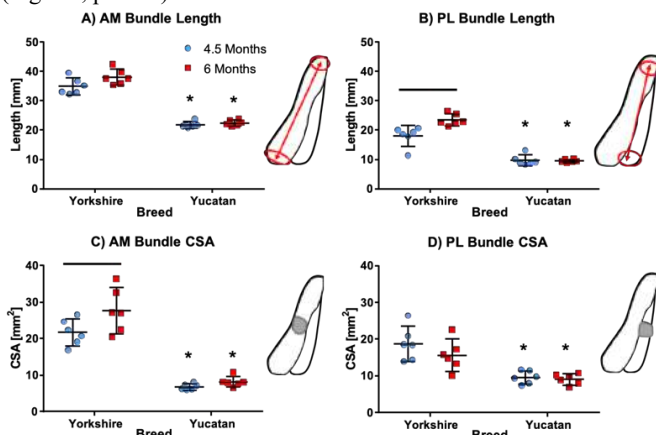 A) AM Bundle Length
50
40
30
20
10
0
Length [mm]
4.5 Months
6 Months
*
*
Yorkshire
Yucatan
Breed
B) PL Bundle Length
50
40
30
20
10
0
Length [mm]
*
*
Yorkshire
Yucatan
Breed
C) AM Bundle CSA
40
30
20
10
0
CSA [mm²]
*
*
Yorkshire
Yucatan
Breed
D) PL Bundle CSA
40
30
20
10
0
CSA [mm²]
*
*
Yorkshire
Yucatan
Breed